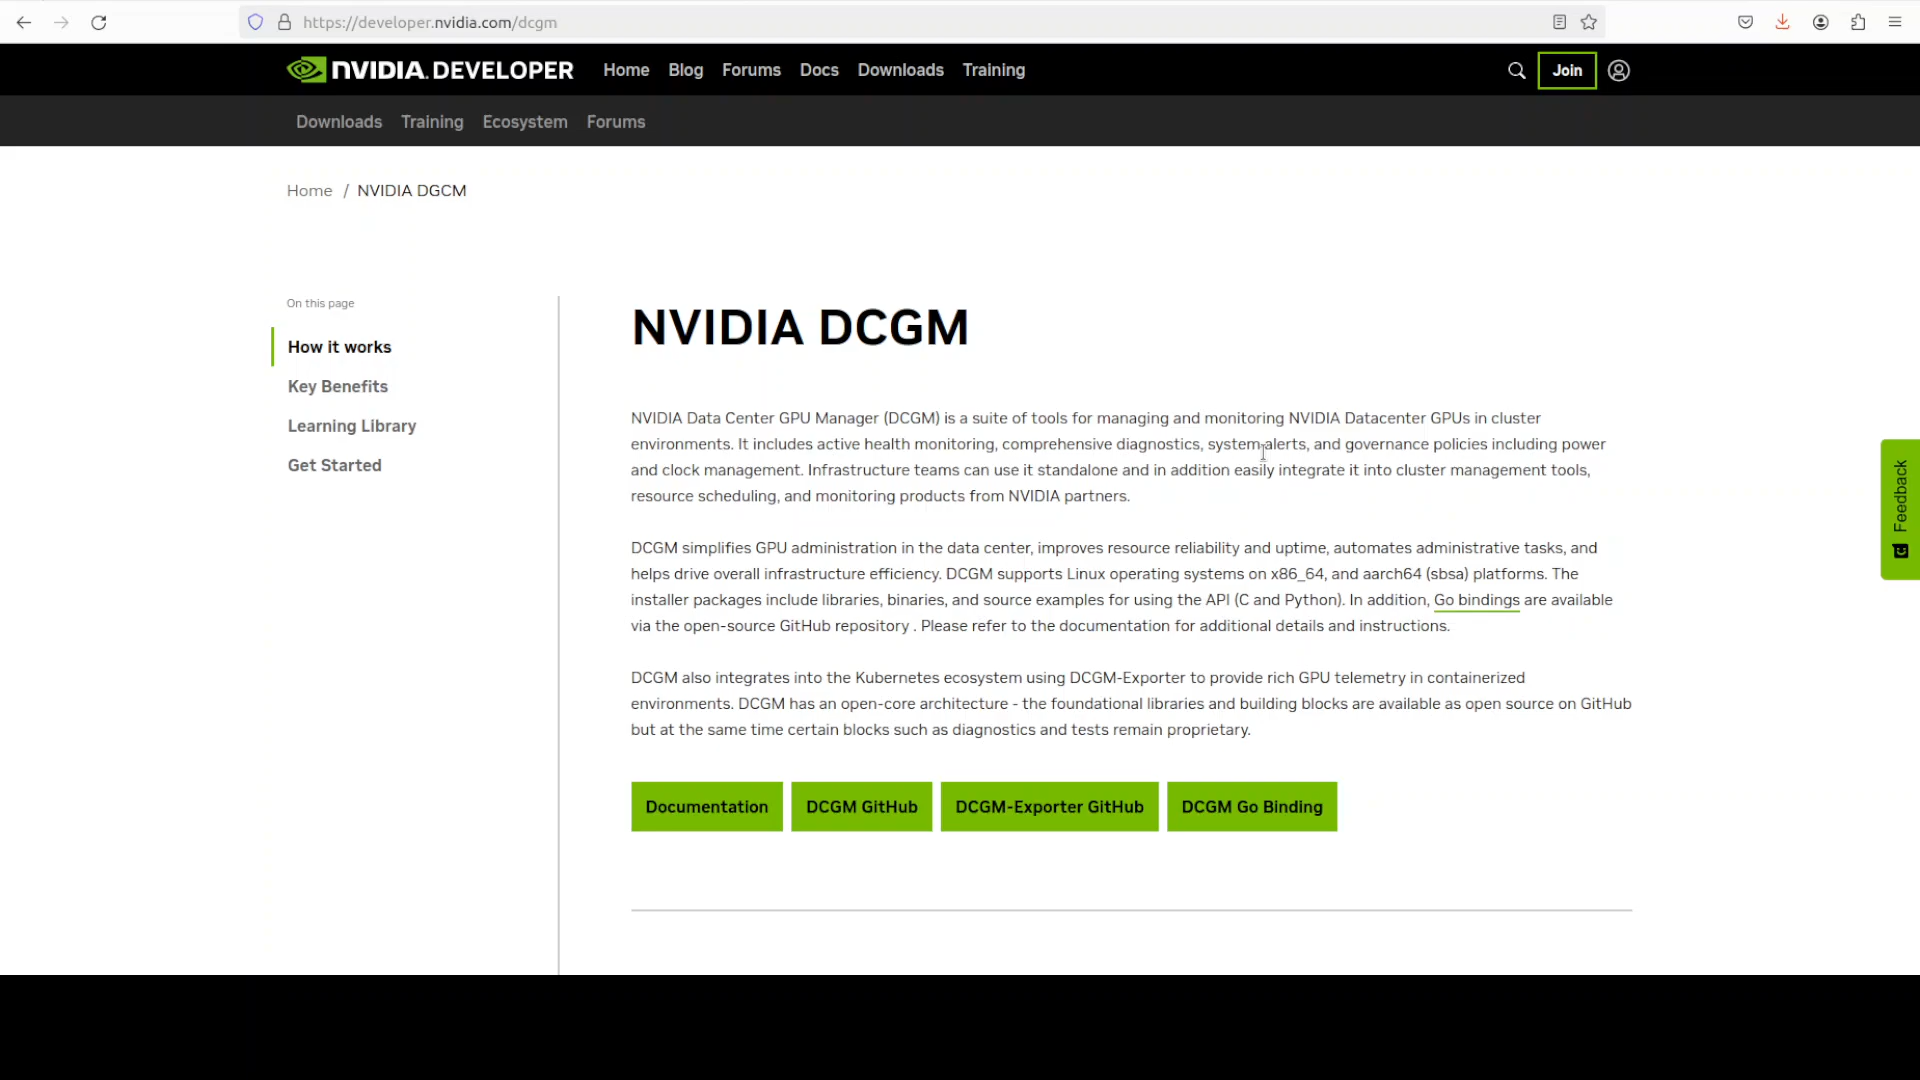 https://developer.nvidia.com/dcgm
NVIDIA.DEVELOPER Home Blog Forums Docs Downloads Training Join
Downloads Training Ecosystem Forums
Home / NVIDIA DGCM
On this page
How it works
Key Benefits
Learning Library
Get Started
NVIDIA DCGM
NVIDIA Data Center GPU Manager (DCGM) is a suite of tools for managing and monitoring NVIDIA Datacenter GPUs in cluster
environments. It includes active health monitoring, comprehensive diagnostics, system alerts, and governance policies including power
and clock management. Infrastructure teams can use it standalone and in addition easily integrate it into cluster management tools,
resource scheduling, and monitoring products from NVIDIA partners.
DCGM simplifies GPU administration in the data center, improves resource reliability and uptime, automates administrative tasks, and
helps drive overall infrastructure efficiency. DCGM supports Linux operating systems on x86_64, and aarch64 (sbsa) platforms. The
installer packages include libraries, binaries, and source examples for using the API (C and Python). In addition, Go bindings are available
via the open-source GitHub repository . Please refer to the documentation for additional details and instructions.
DCGM also integrates into the Kubernetes ecosystem using DCGM-Exporter to provide rich GPU telemetry in containerized
environments. DCGM has an open-core architecture - the foundational libraries and building blocks are available as open source on GitHub
but at the same time certain blocks such as diagnostics and tests remain proprietary.
Documentation DCGM GitHub DCGM-Exporter GitHub DCGM Go Binding
Feedback